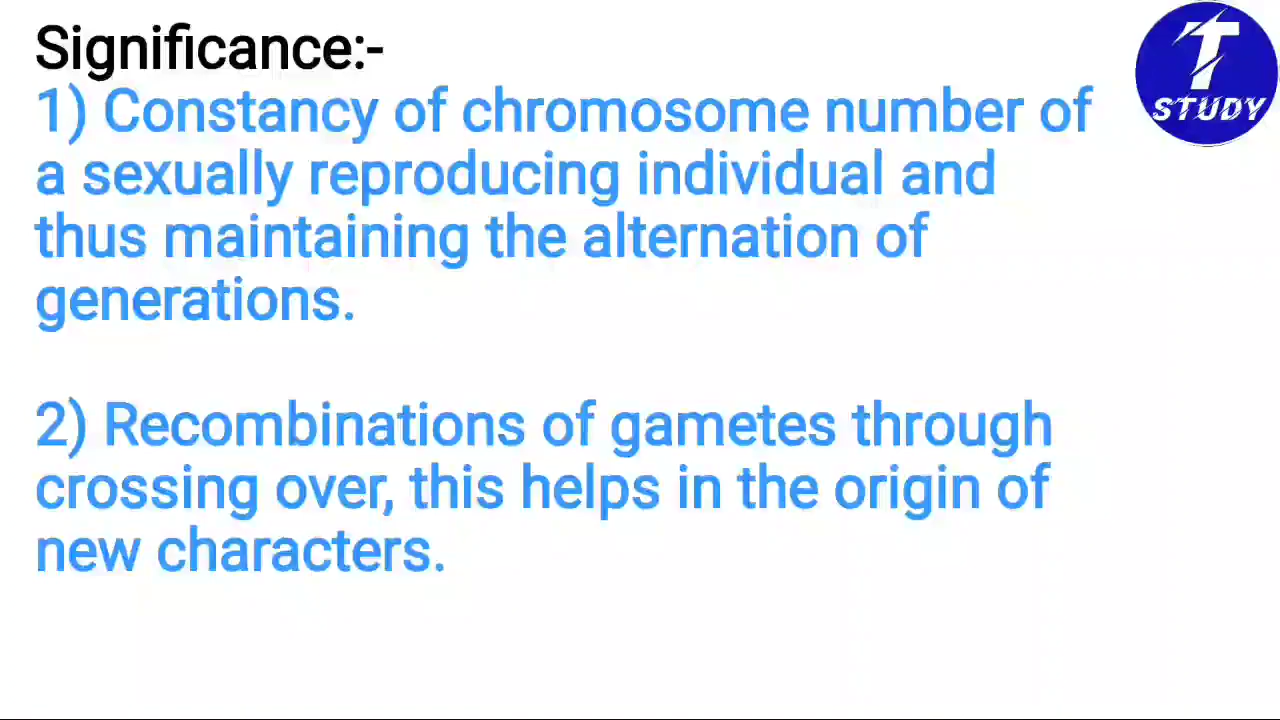 Significance:-
1) Constancy of chromosome number of
a sexually reproducing individual and
thus maintaining the alternation of
generations.
2) Recombinations of gametes through
crossing over, this helps in the origin of
new characters.
T
STUDY